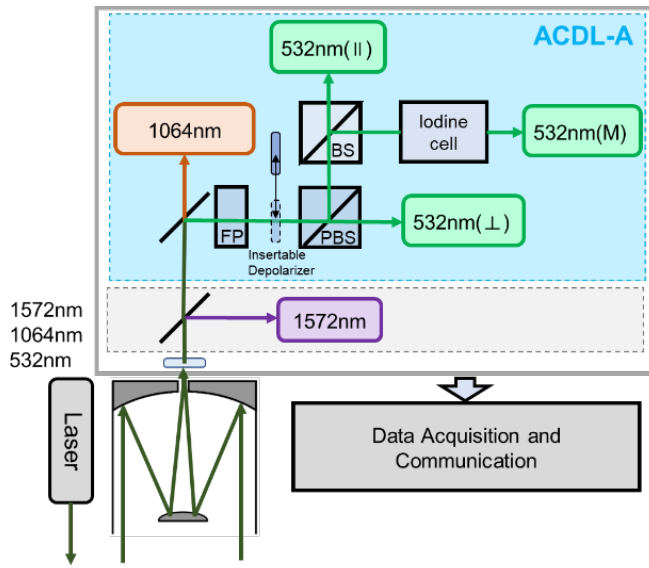 ACDL-A
532nm(॥)
1064nm
BS
Iodine
cell
532nm(M)
FP
PBS
532nm(⊥)
Insertable
Depolarizer
1572nm
1064nm
532nm
1572nm
Laser
Data Acquisition and
Communication